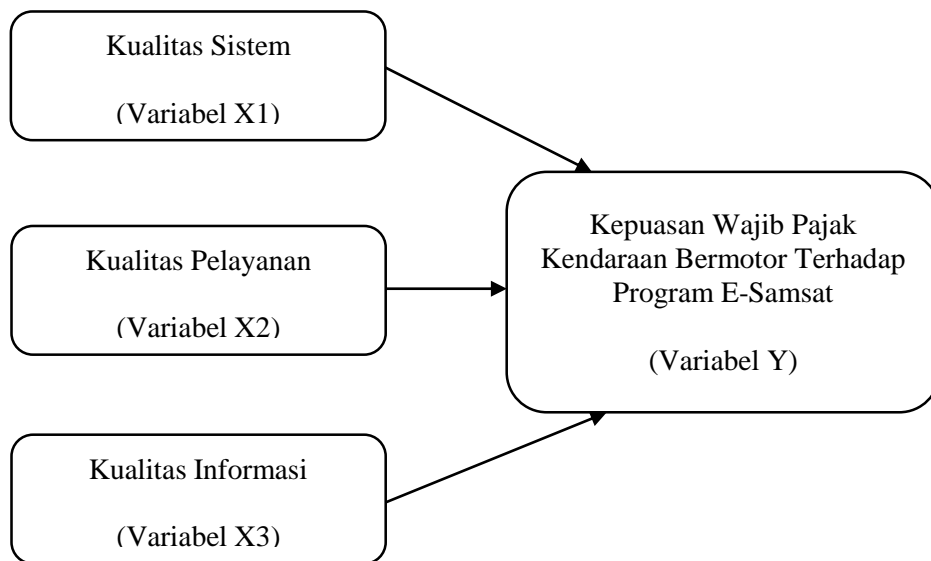 Kualitas Sistem
(Variabel X1)
Kualitas Pelayanan
(Variabel X2)
Kepuasan Wajib Pajak
Kendaraan Bermotor Terhadap
Program E-Samsat
(Variabel Y)
Kualitas Informasi
(Variabel X3)